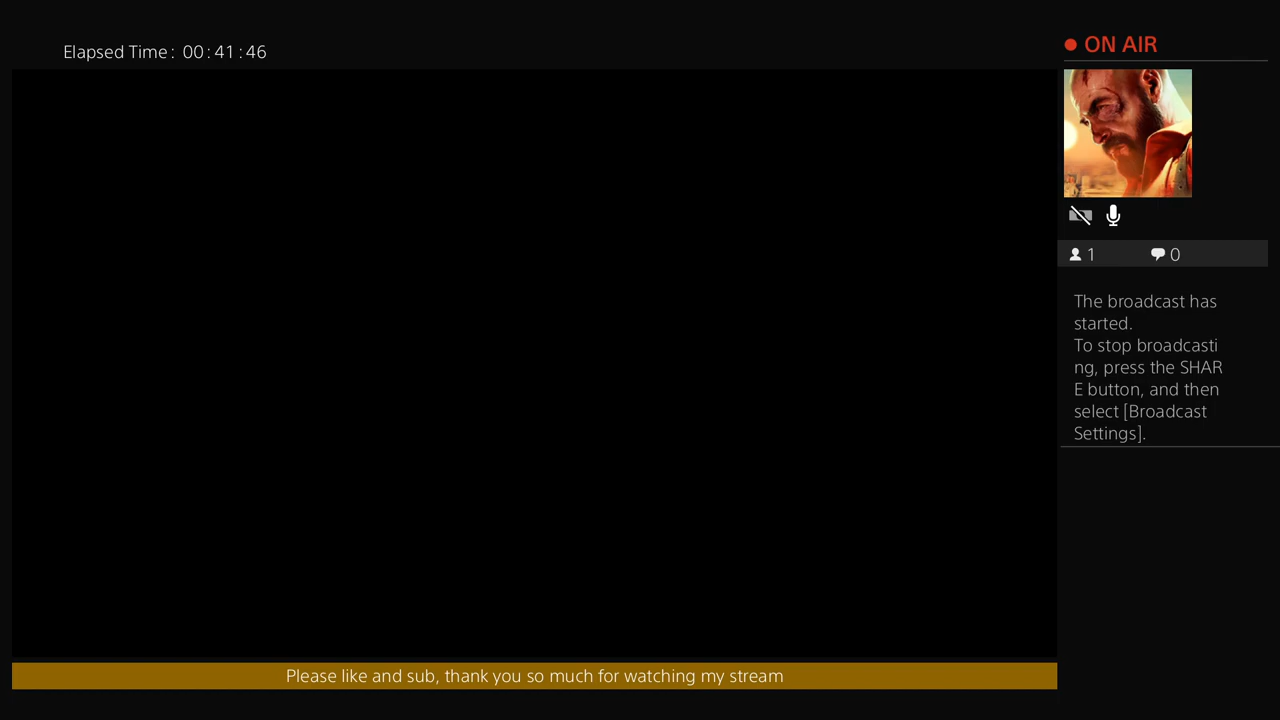 Elapsed Time: 00:41:46
ON AIR
1 0
The broadcast has
started.
To stop broadcasti
ng, press the SHAR
E button, and then
select [Broadcast
Settings].
Please like and sub, thank you so much for watching my stream